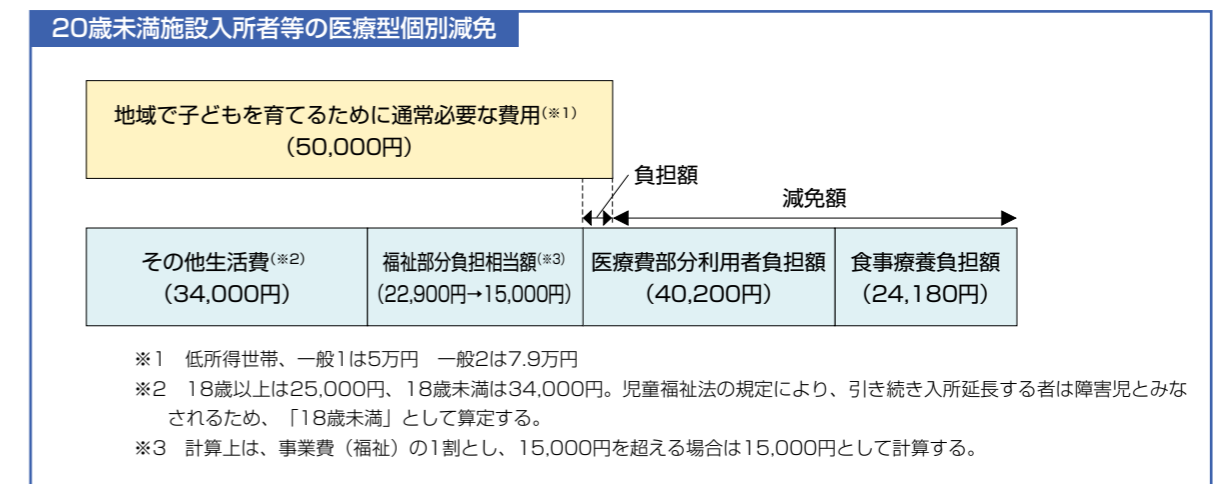 20歳未満施設入所者等の医療型個別減免
地域で子どもを育てるために通常必要な費用(※1)
(50,000円)
負担額
減免額
その他生活費(※2)
(34,000円)
福祉部分負担相当額(※3)
(22,900円→15,000円)
医療費部分利用者負担額
(40,200円)
食事療養負担額
(24,180円)
※1 低所得世帯、一般1は5万円 一般2は7.9万円
※2 18歳以上は25,000円、18歳未満は34,000円。児童福祉法の規定により、引き続き入所延長する者は障害児とみな
されるため、「18歳未満」として算定する。
※3 計算上は、事業費(福祉)の1割とし、15,000円を超える場合は15,000円として計算する。